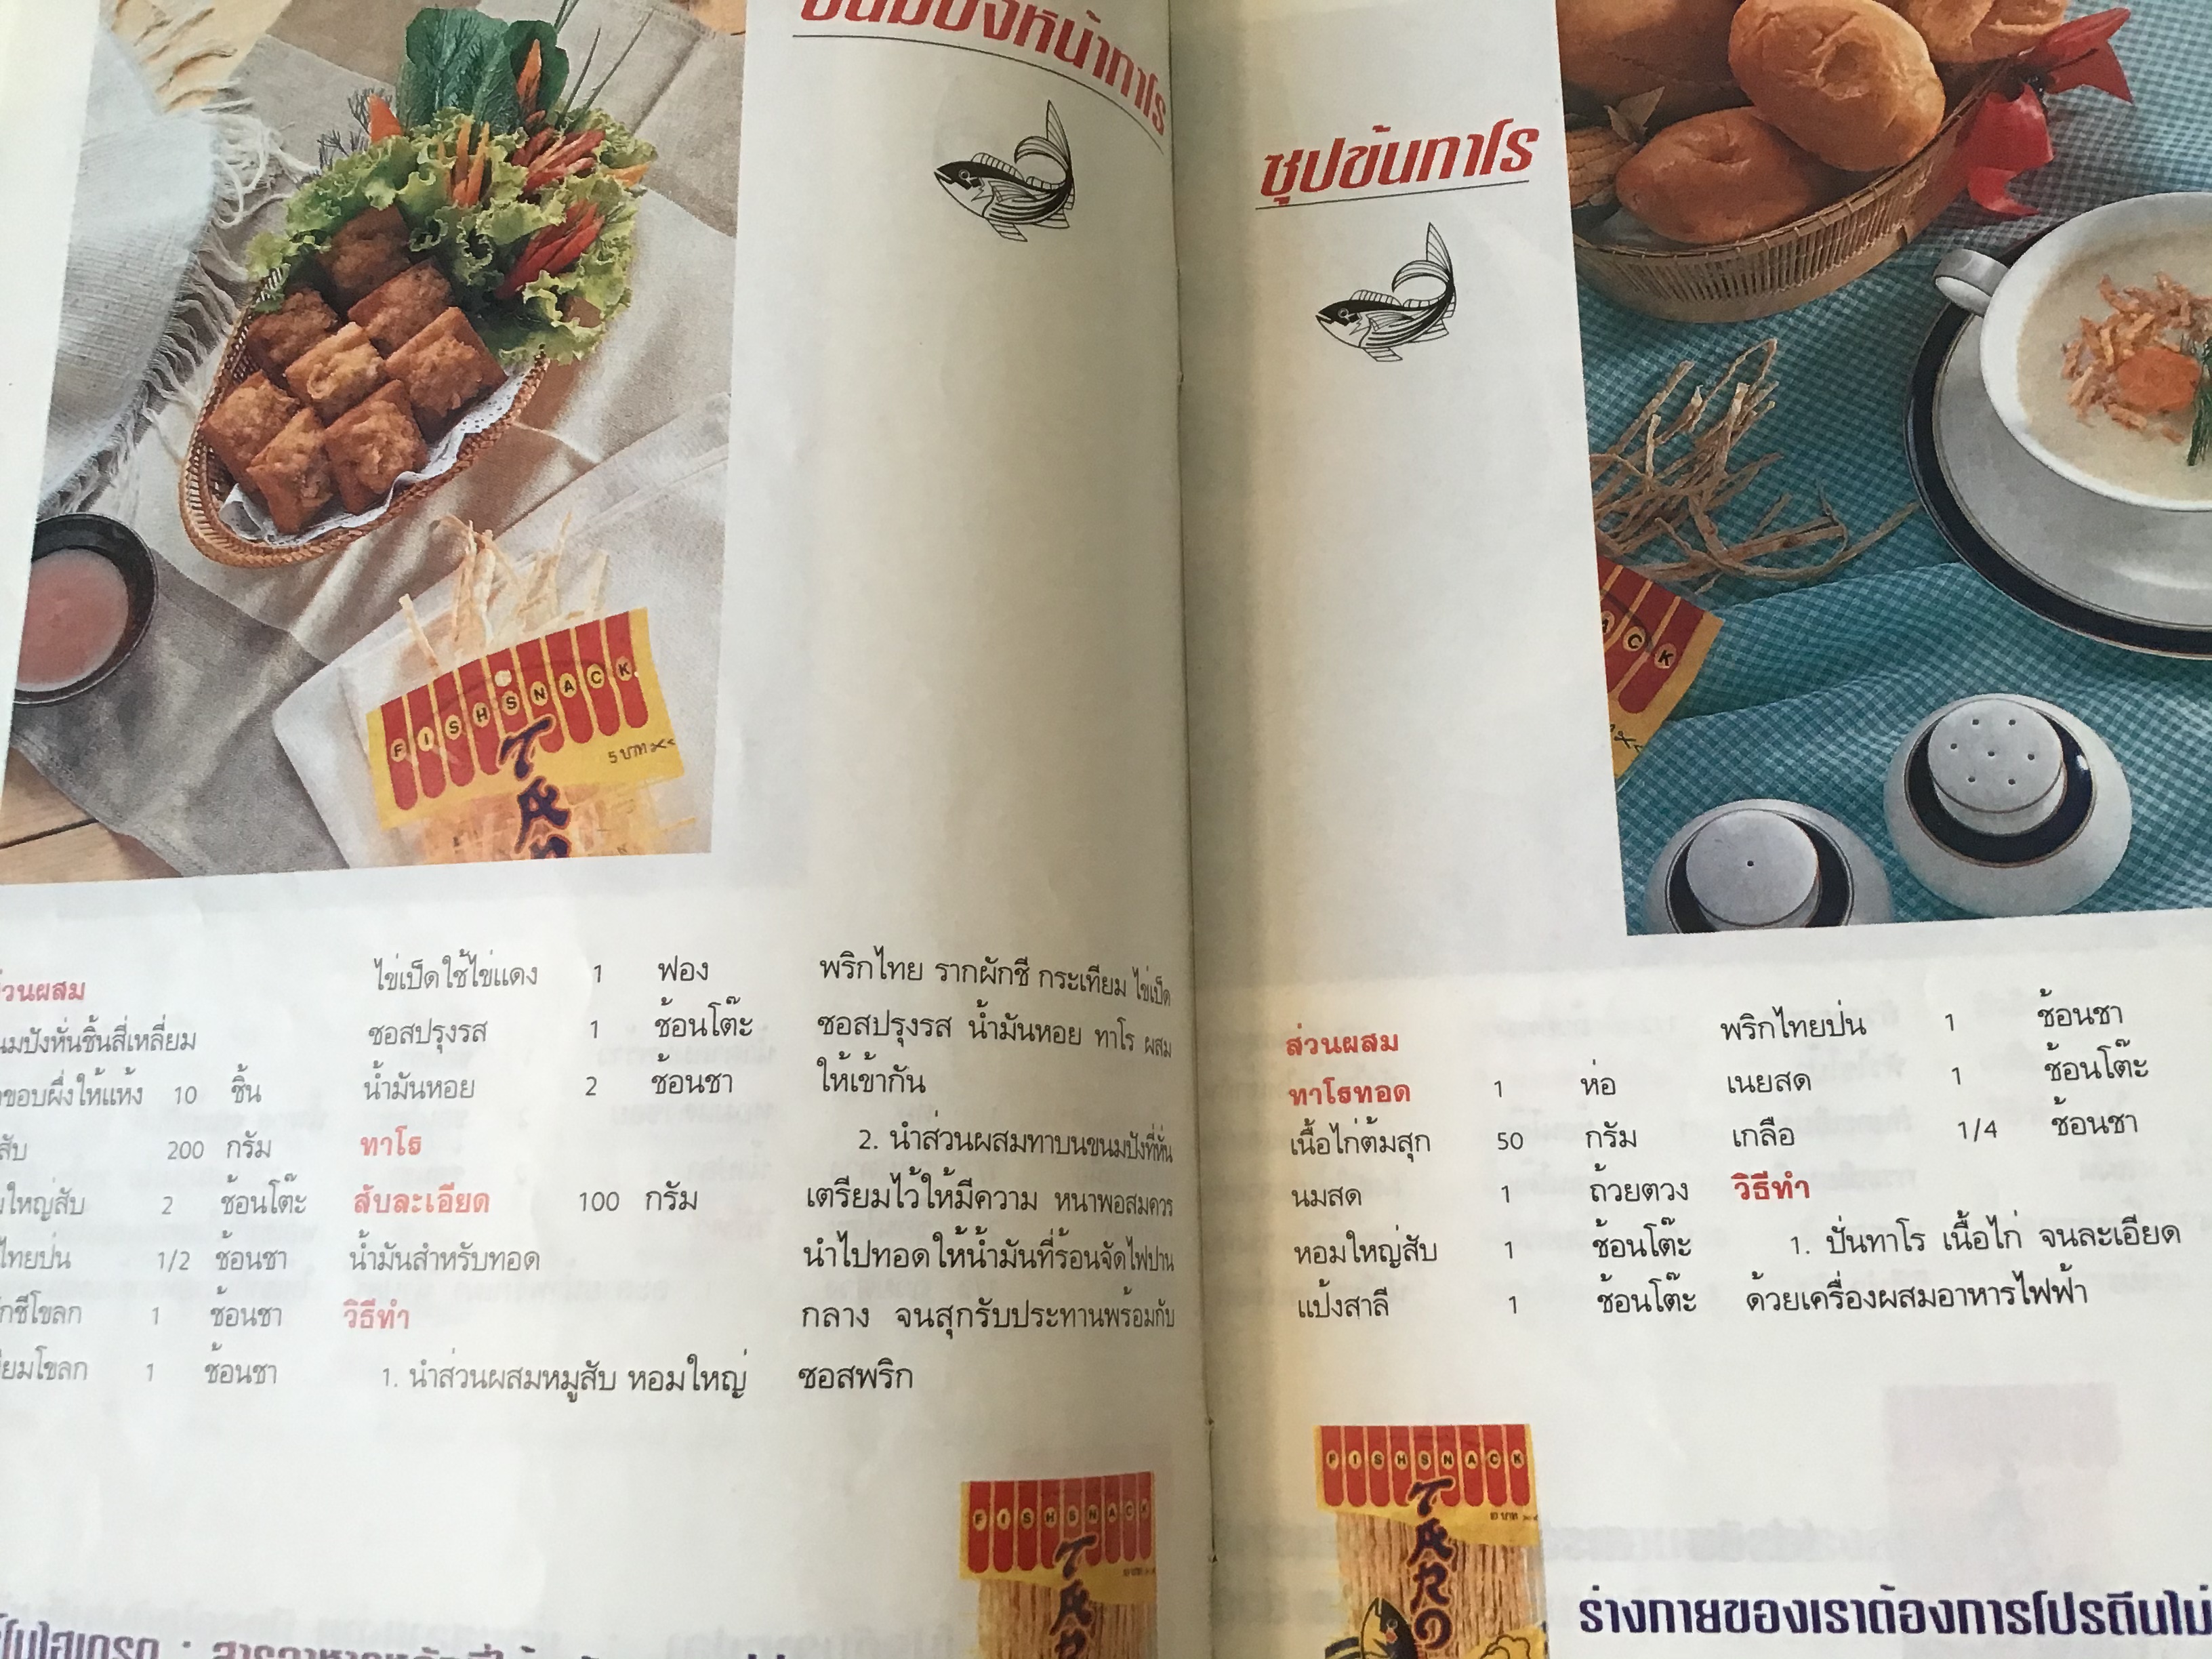 ขนมปังหน้าทาโร
FISHSNACK
5 บาท
ส่วนผสม
ขอบผึ่งให้แห้ง 10 ชิ้น
สับ 200 กรัม
ใหญ่สับ 2 ช้อนโต๊ะ
ไทยป่น 1/2 ช้อนชา
ชีโขลก 1 ช้อนชา
ยมโขลก 1 ช้อนชา
ไข่เป็ดใช้ไข่แดง 1 ฟอง
ซอสปรุงรส 1 ช้อนโต๊ะ
น้ำมันหอย 2 ช้อนชา
ทาโร
สับละเอียด 100 กรัม
น้ำมันสำหรับทอด
วิธีทำ
1. นำส่วนผสมหมูสับ หอมใหญ่
พริกไทย รากผักชี กระเทียม ไข่เป็ด
ซอสปรุงรส น้ำมันหอย ทาโร ผสม
ให้เข้ากัน
2. นำส่วนผสมทาบนขนมปังที่หั่น
เตรียมไว้ให้มีความ หนาพอสมควร
นำไปทอดให้น้ำมันที่ร้อนจัดไฟปาน
กลาง จนสุกรับประทานพร้อมกับ
ซอสพริก
FISHSNACK
ซุปข้นทาโร
ACK
ส่วนผสม
ทาโรทอด 1 ห่อ
เนื้อไก่ต้มสุก 50 กรัม
นมสด 1 ถ้วยตวง
หอมใหญ่สับ 1 ช้อนโต๊ะ
แป้งสาลี 1 ช้อนโต๊ะ
พริกไทยป่น 1 ช้อนชา
เนยสด 1 ช้อนโต๊ะ
เกลือ 1/4 ช้อนชา
วิธีทำ
1. ปั่นทาโร เนื้อไก่ จนละเอียด
ด้วยเครื่องผสมอาหารไฟฟ้า
FISHSNACK
TARO
ร่างกายของเราต้องการโปรตีนไม่